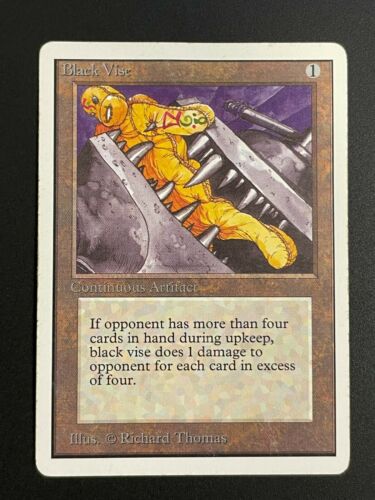 Black Vise 1
Continuous Artifact
If opponent has more than four
cards in hand during upkeep,
black vise does 1 damage to
opponent for each card in excess
of four.
Illus. © Richard Thomas